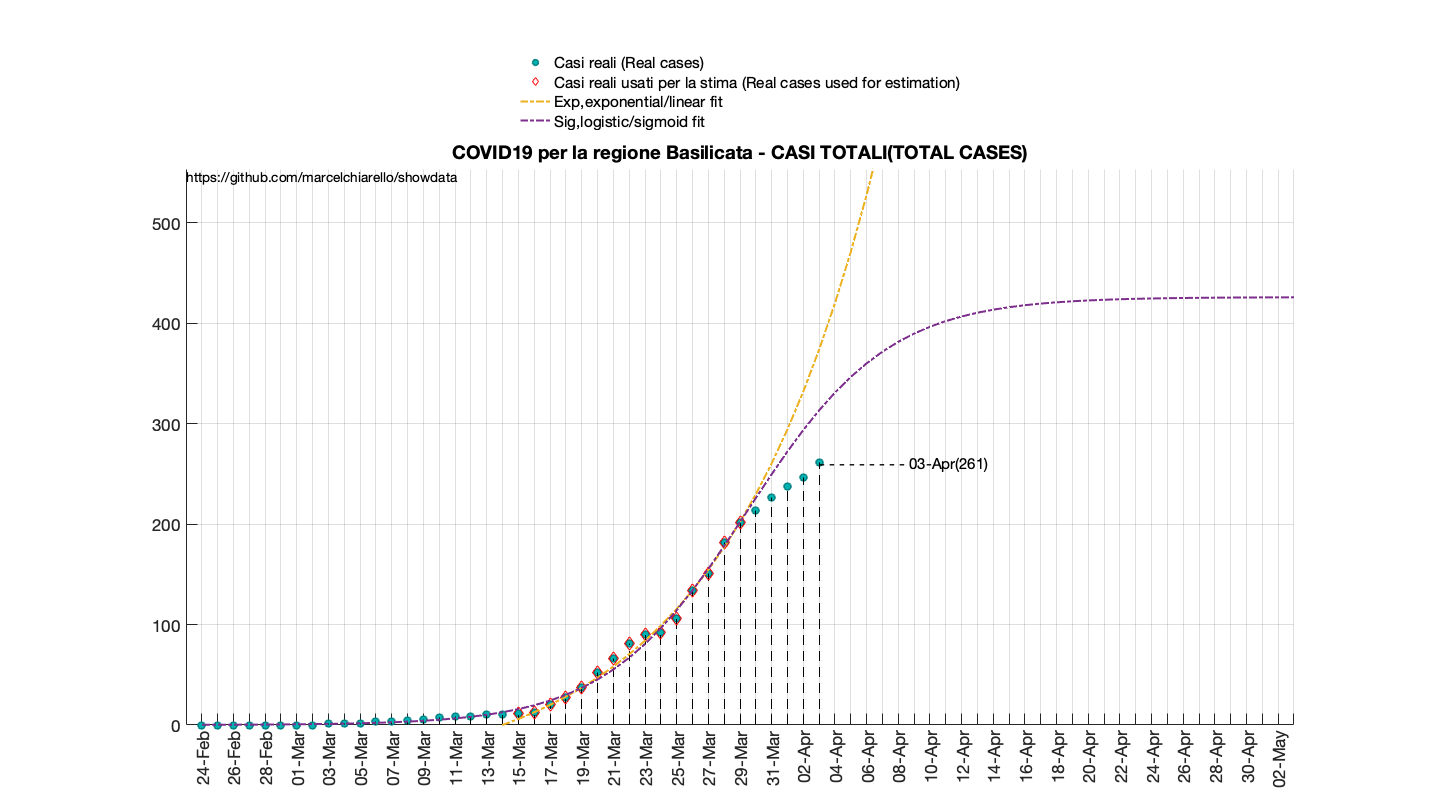 Casi reali (Real cases)
Casi reali usati per la stima (Real cases used for estimation)
Exp,exponential/linear fit
Sig,logistic/sigmoid fit
COVID19 per la regione Basilicata - CASI TOTALI(TOTAL CASES)
https://github.com/marcelchiarello/showdata
500
400
300
03-Apr(261)
200
100
0
24-Feb
26-Feb
28-Feb
01-Mar
03-Mar
05-Mar
07-Mar
09-Mar
11-Mar
13-Mar
15-Mar
17-Mar
19-Mar
21-Mar
23-Mar
25-Mar
27-Mar
29-Mar
31-Mar
02-Apr
04-Apr
06-Apr
08-Apr
10-Apr
12-Apr
14-Apr
16-Apr
18-Apr
20-Apr
22-Apr
24-Apr
26-Apr
28-Apr
30-Apr
02-May